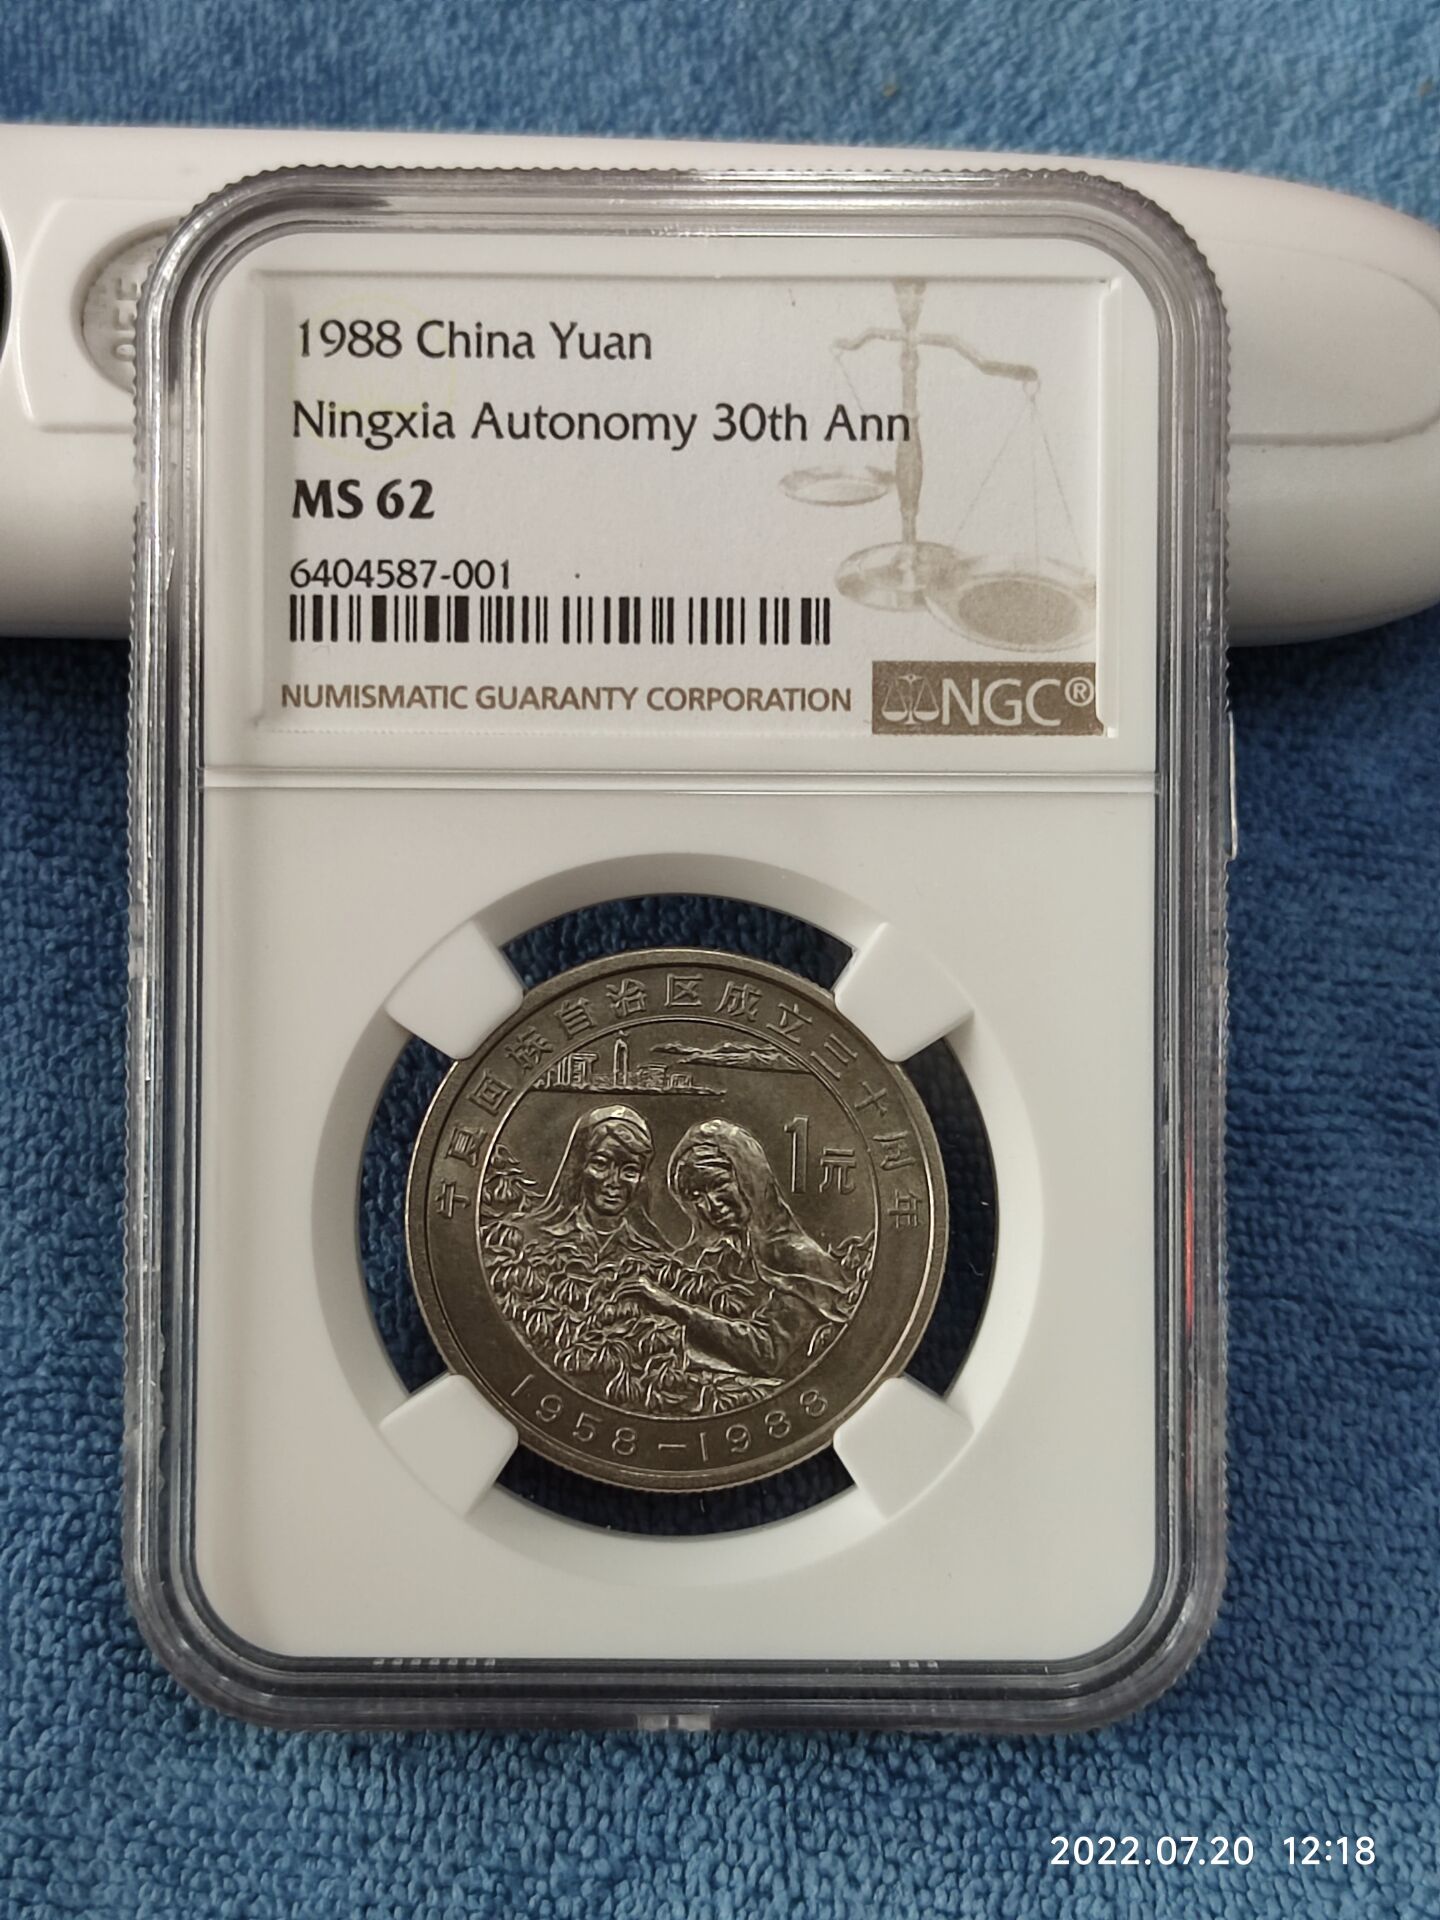 OFF
1988 China Yuan
Ningxia Autonomy 30th Ann
MS 62
6404587-001
NUMISMATIC GUARANTY CORPORATION NGC®
宁夏回族自治区成立三十周年
1元
1958-1988
2022.07.20 12:18